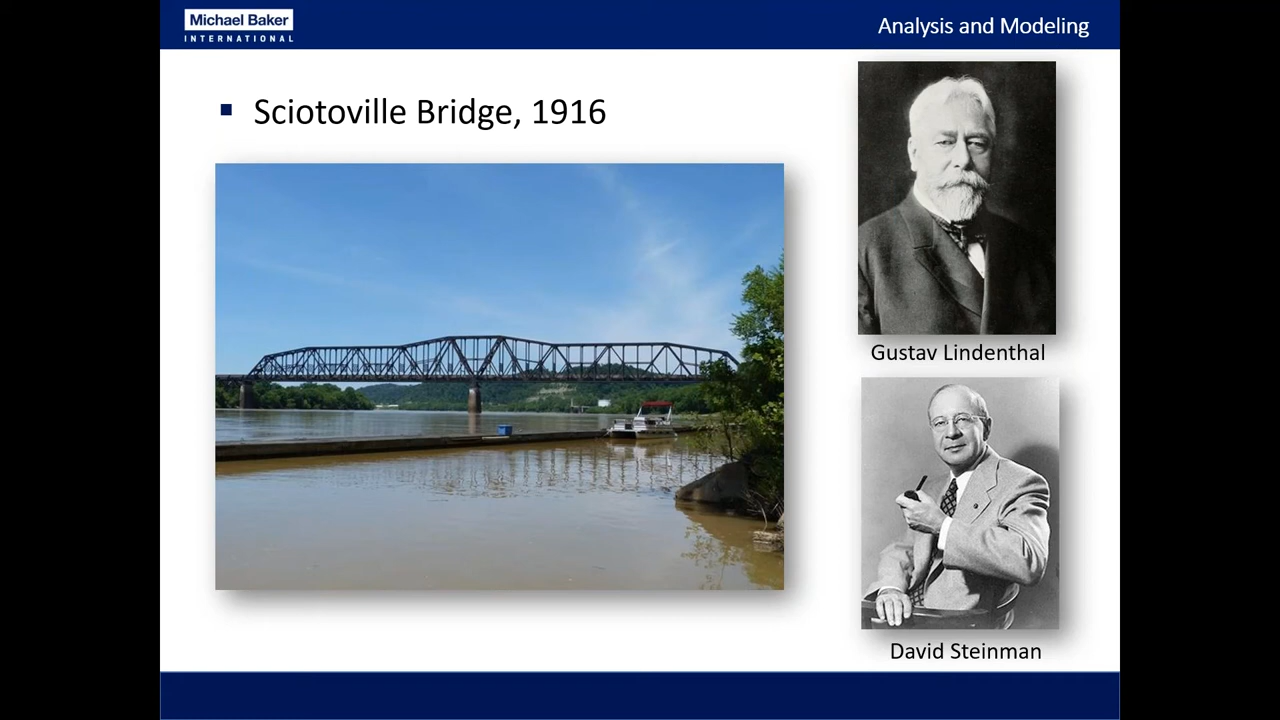 Michael Baker
INTERNATIONAL
Analysis and Modeling
Sciotoville Bridge, 1916
Gustav Lindenthal
David Steinman